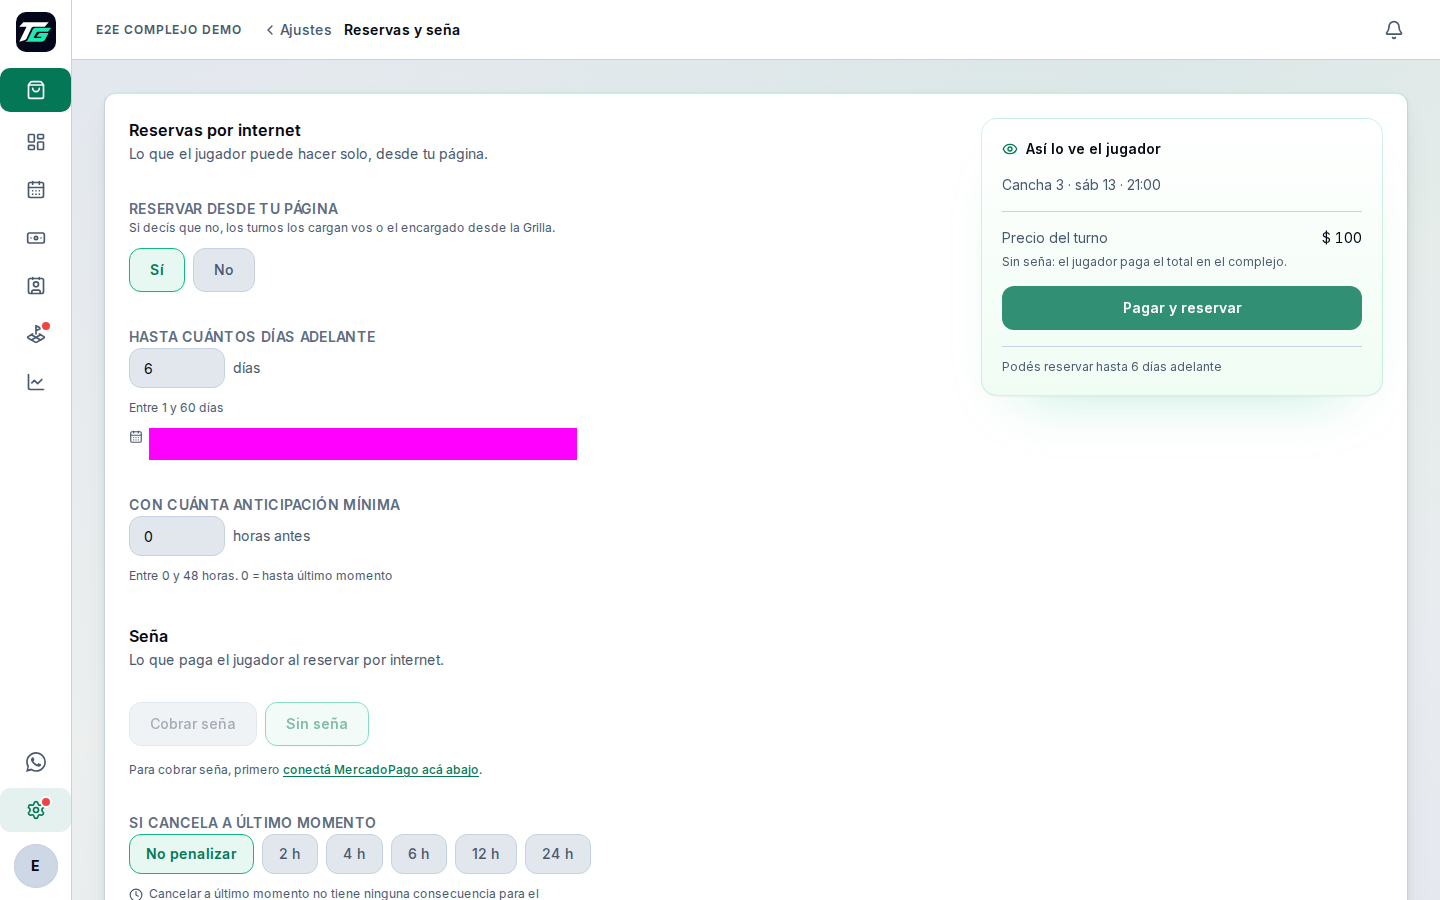 TG
E2E COMPLEJO DEMO
Ajustes
Reservas y seña
Reservas por internet
Lo que el jugador puede hacer solo, desde tu página.
RESERVAR DESDE TU PÁGINA
Si decís que no, los turnos los cargan vos o el encargado desde la Grilla.
Sí
No
HASTA CUÁNTOS DÍAS ADELANTE
6
días
Entre 1 y 60 días
CON CUÁNTA ANTICIPACIÓN MÍNIMA
0
horas antes
Entre 0 y 48 horas. 0 = hasta último momento
Seña
Lo que paga el jugador al reservar por internet.
Cobrar seña
Sin seña
Para cobrar seña, primero conectá MercadoPago acá abajo.
SI CANCELA A ÚLTIMO MOMENTO
No penalizar
2 h
4 h
6 h
12 h
24 h
Cancelar a último momento no tiene ninguna consecuencia para el
Así lo ve el jugador
Cancha 3 · sáb 13 · 21:00
Precio del turno
$ 100
Sin seña: el jugador paga el total en el complejo.
Pagar y reservar
Podés reservar hasta 6 días adelante
E